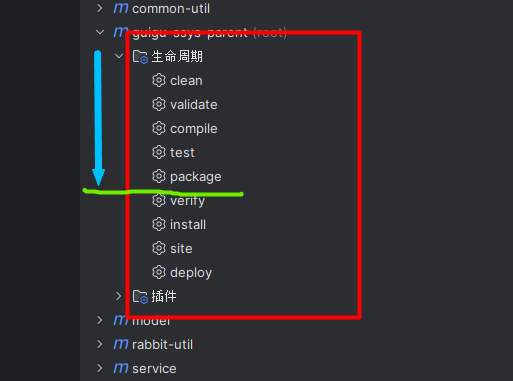 common-util
guigu-ssys-parent (root)
生命周期
clean
validate
compile
test
package
verify
install
site
deploy
插件
model
rabbit-util
service